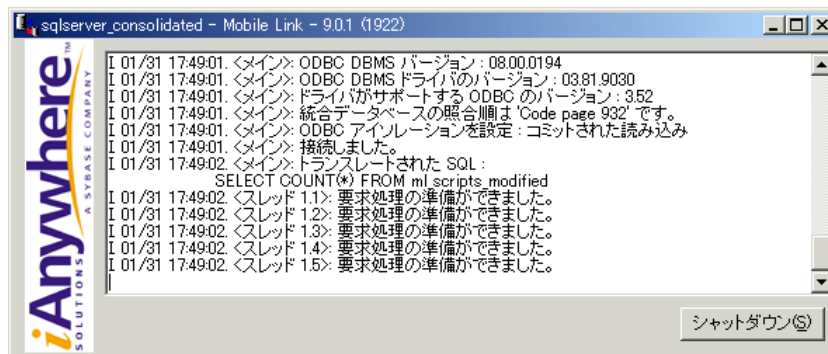 sqlserver_consolidated - Mobile Link - 9.0.1 (1922)
I 01/31 17:49:01. <メイン>: ODBC DBMS バージョン : 08.00.0194
I 01/31 17:49:01. <メイン>: ODBC DBMS ドライバのバージョン : 03.81.9030
I 01/31 17:49:01. <メイン>: ドライバがサポートする ODBC のバージョン : 3.52
I 01/31 17:49:01. <メイン>: 統合データベースの照合順は 'Code page 932' です。
I 01/31 17:49:01. <メイン>: ODBC アイソレーションを設定 : コミットされた読み込み
I 01/31 17:49:01. <メイン>: 接続しました。
I 01/31 17:49:02. <メイン>: トランスレートされた SQL :
SELECT COUNT(*) FROM ml_scripts_modified
I 01/31 17:49:02. <スレッド 1.1>: 要求処理の準備ができました。
I 01/31 17:49:02. <スレッド 1.2>: 要求処理の準備ができました。
I 01/31 17:49:02. <スレッド 1.3>: 要求処理の準備ができました。
I 01/31 17:49:02. <スレッド 1.4>: 要求処理の準備ができました。
I 01/31 17:49:02. <スレッド 1.5>: 要求処理の準備ができました。
シャットダウン(S)
iAnywhere™
SOLUTIONS
A SYBASE COMPANY